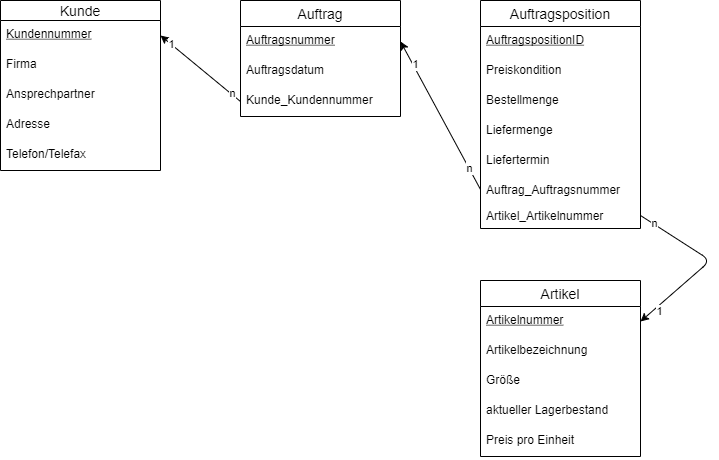 Kunde
Kundennummer
Firma
Ansprechpartner
Adresse
Telefon/Telefax
1
n
Auftrag
Auftragsnummer
Auftragsdatum
Kunde_Kundennummer
1
n
Auftragsposition
AuftragspositionID
Preiskondition
Bestellmenge
Liefermenge
Liefertermin
Auftrag_Auftragsnummer
Artikel_Artikelnummer
n
1
Artikel
Artikelnummer
Artikelbezeichnung
Größe
aktueller Lagerbestand
Preis pro Einheit